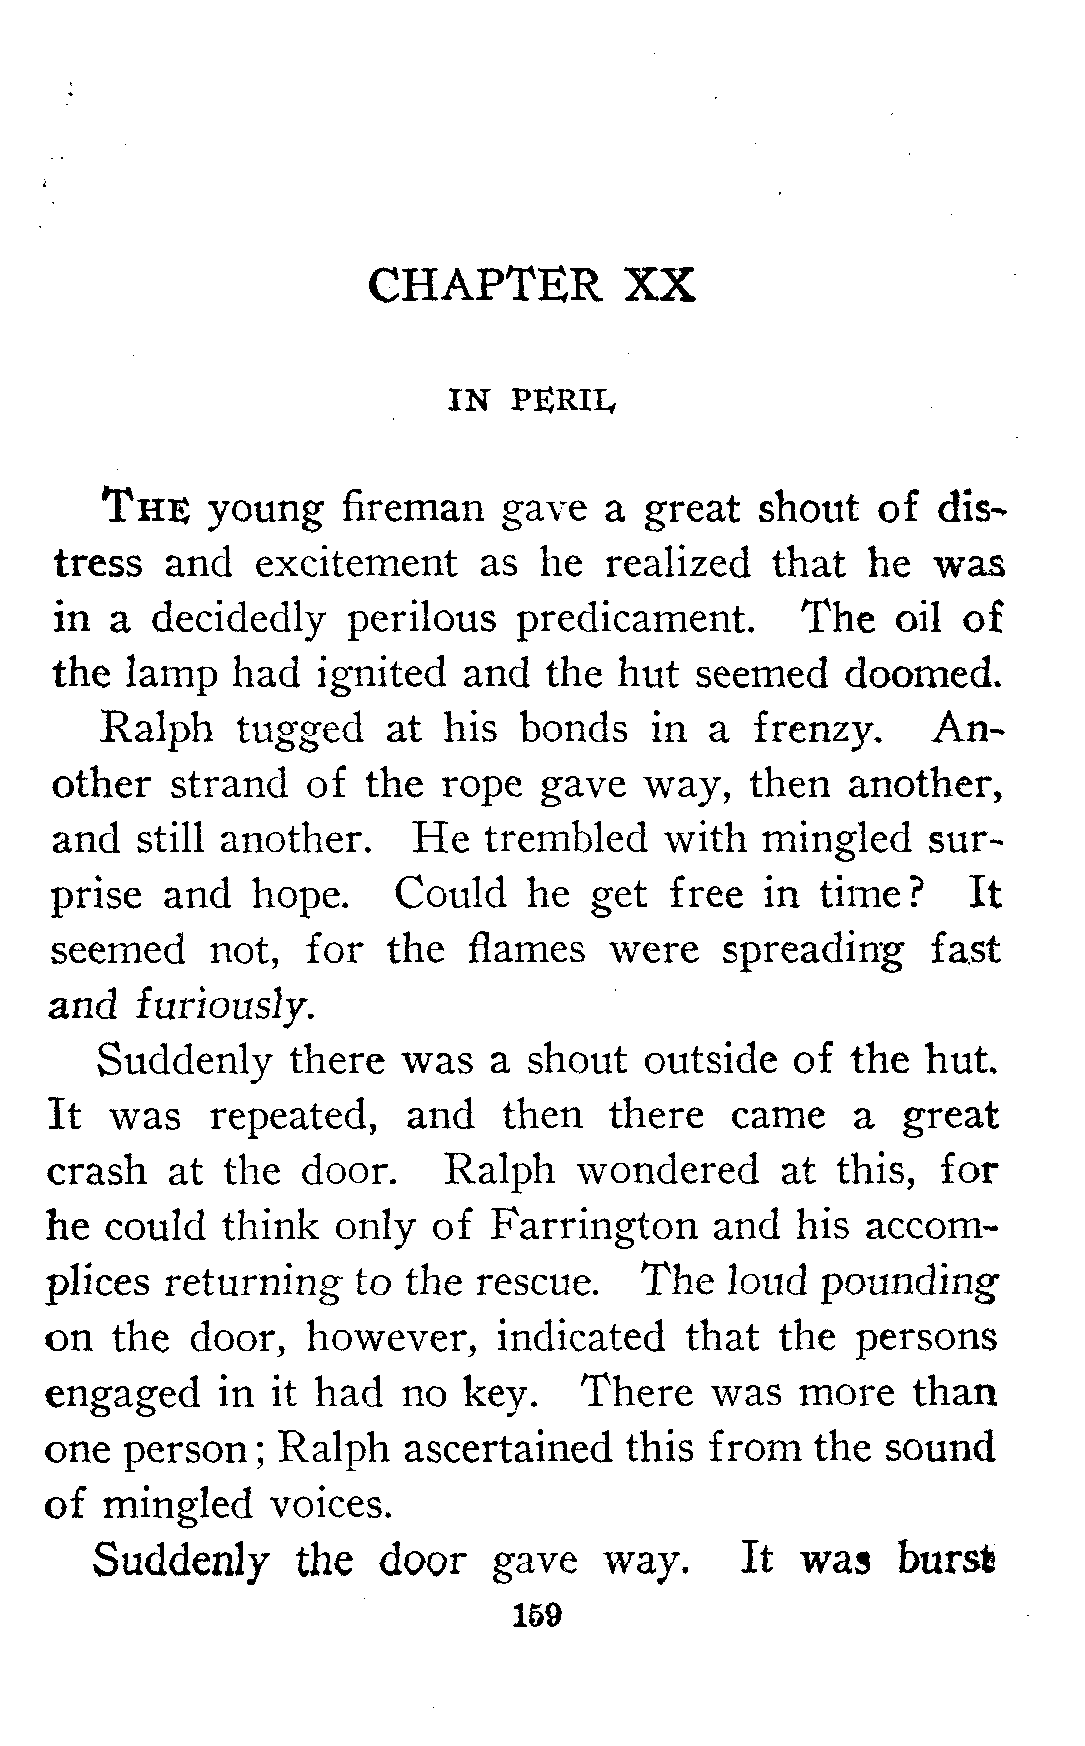 CHAPTER XX
IN PERIL
THE young fireman gave a great shout of dis-
tress and excitement as he realized that he was
in a decidedly perilous predicament. The oil of
the lamp had ignited and the hut seemed doomed.
Ralph tugged at his bonds in a frenzy. An-
other strand of the rope gave way, then another,
and still another. He trembled with mingled sur-
prise and hope. Could he get free in time? It
seemed not, for the flames were spreading fast
and furiously.
Suddenly there was a shout outside of the hut.
It was repeated, and then there came a great
crash at the door. Ralph wondered at this, for
he could think only of Farrington and his accom-
plices returning to the rescue. The loud pounding
on the door, however, indicated that the persons
engaged in it had no key. There was more than
one person; Ralph ascertained this from the sound
of mingled voices.
Suddenly the door gave way. It was burst
159